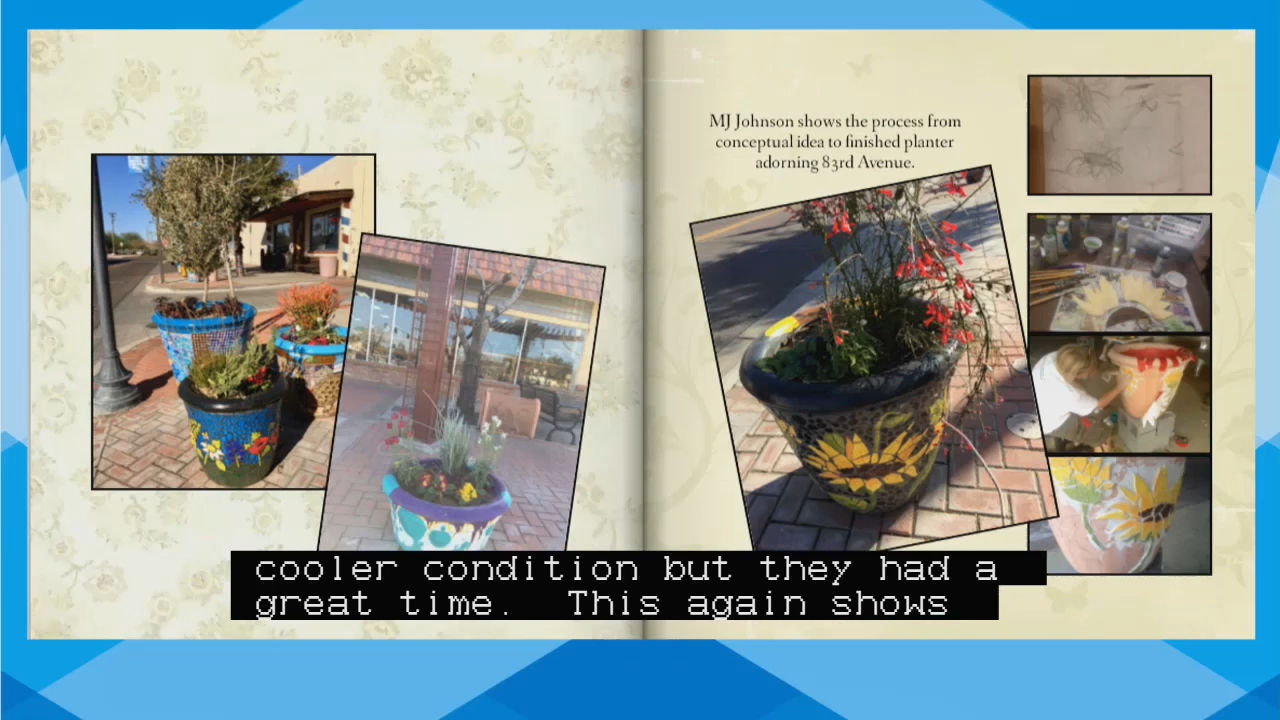 MJ Johnson shows the process from
conceptual idea to finished planter
adorning 83rd Avenue.
cooler condition but they had a
great time. This again shows